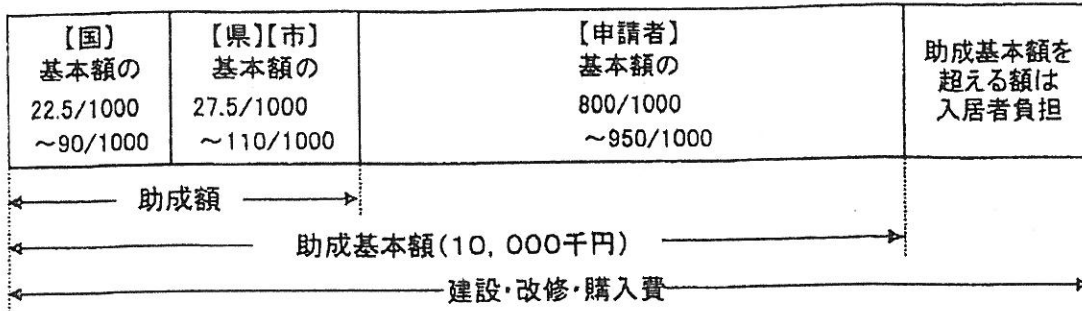 【国】
基本額の
22.5/1000
～90/1000
【県】【市】
基本額の
27.5/1000
～110/1000
【申請者】
基本額の
800/1000
～950/1000
助成基本額を
超える額は
入居者負担
助成額
助成基本額(10,000千円)
建設・改修・購入費